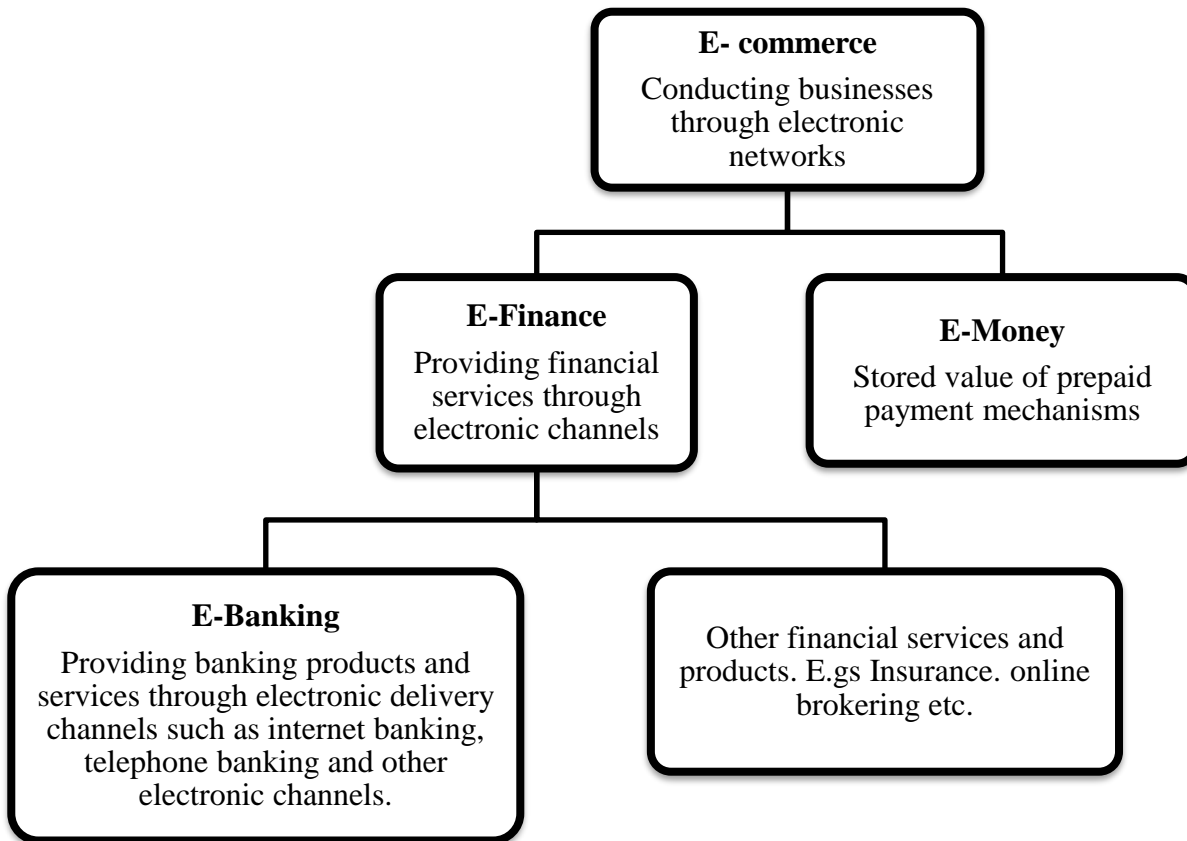 E- commerce
Conducting businesses
through electronic
networks
E-Finance
Providing financial
services through
electronic channels
E-Money
Stored value of prepaid
payment mechanisms
E-Banking
Providing banking products and
services through electronic delivery
channels such as internet banking,
telephone banking and other
electronic channels.
Other financial services and
products. E.gs Insurance. online
brokering etc.